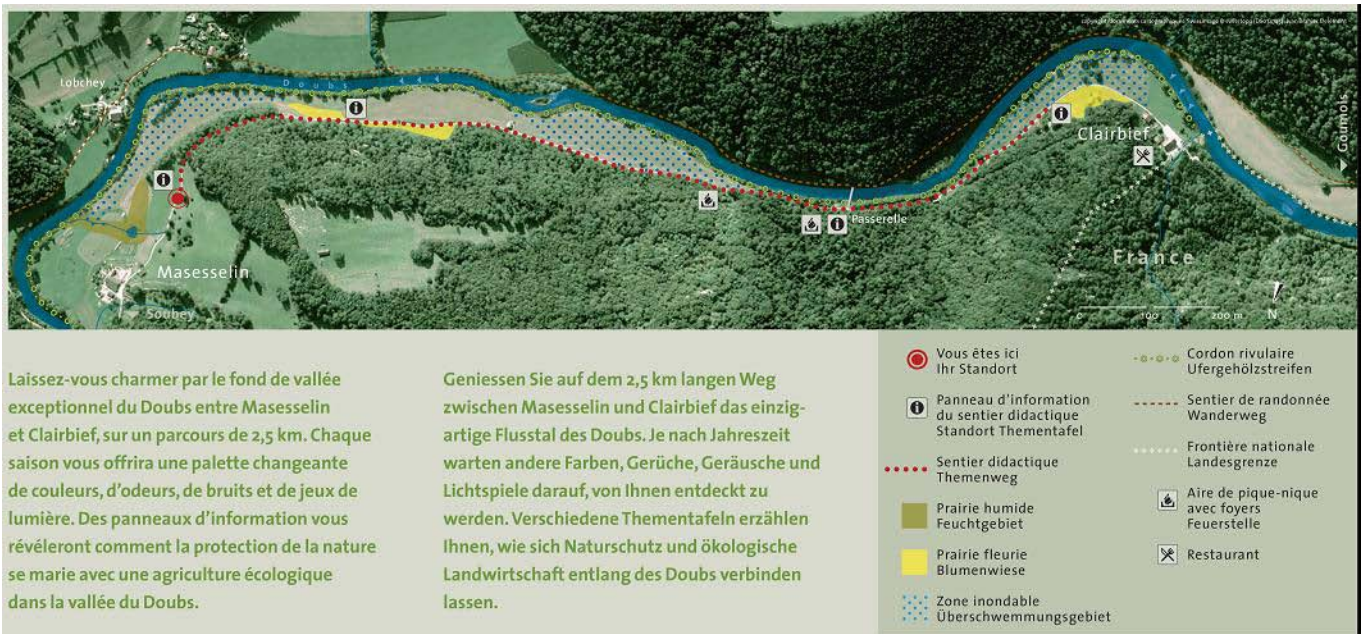 Lobchey
Doubs
Goumois
Clairbief
Passerelle
Masesselin
Soubey
France
0 100 200 m
N
Laissez-vous charmer par le fond de vallée
exceptionnel du Doubs entre Masesselin
et Clairbief, sur un parcours de 2,5 km. Chaque
saison vous offrira une palette changeante
de couleurs, d'odeurs, de bruits et de jeux de
lumière. Des panneaux d'information vous
révéleront comment la protection de la nature
se marie avec une agriculture écologique
dans la vallée du Doubs.
Geniessen Sie auf dem 2,5 km langen Weg
zwischen Masesselin und Clairbief das einzig-
artige Flusstal des Doubs. Je nach Jahreszeit
warten andere Farben, Gerüche, Geräusche und
Lichtspiele darauf, von Ihnen entdeckt zu
werden. Verschiedene Thementafeln erzählen
Ihnen, wie sich Naturschutz und ökologische
Landwirtschaft entlang des Doubs verbinden
lassen.
Vous êtes ici
Ihr Standort
Panneau d'information
du sentier didactique
Standort Thementafel
Sentier didactique
Themenweg
Prairie humide
Feuchtgebiet
Prairie fleurie
Blumenwiese
Zone inondable
Überschwemmungsgebiet
Cordon rivulaire
Ufergehölzstreifen
Sentier de randonnée
Wanderweg
Frontière nationale
Landesgrenze
Aire de pique-nique
avec foyers
Feuerstelle
Restaurant